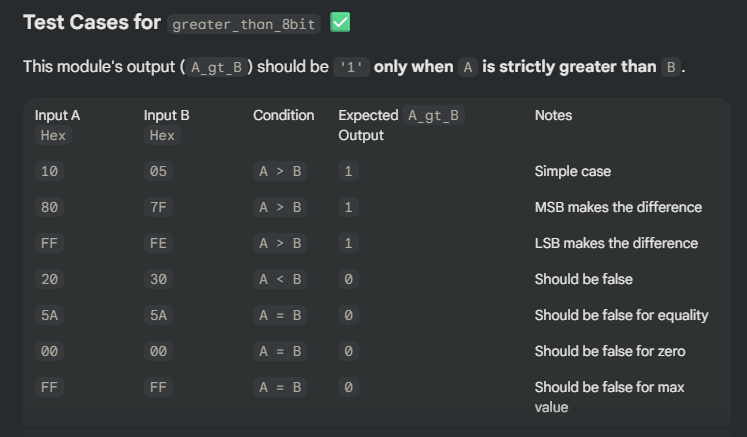 Test Cases for greater_than_8bit ✅
This module's output ( A_gt_B ) should be '1' only when A is strictly greater than B .
Input A Input B Condition Expected A_gt_B Notes
Hex Hex Output
10 05 A > B 1 Simple case
80 7F A > B 1 MSB makes the difference
FF FE A > B 1 LSB makes the difference
20 30 A < B 0 Should be false
5A 5A A = B 0 Should be false for equality
00 00 A = B 0 Should be false for zero
FF FF A = B 0 Should be false for max
value